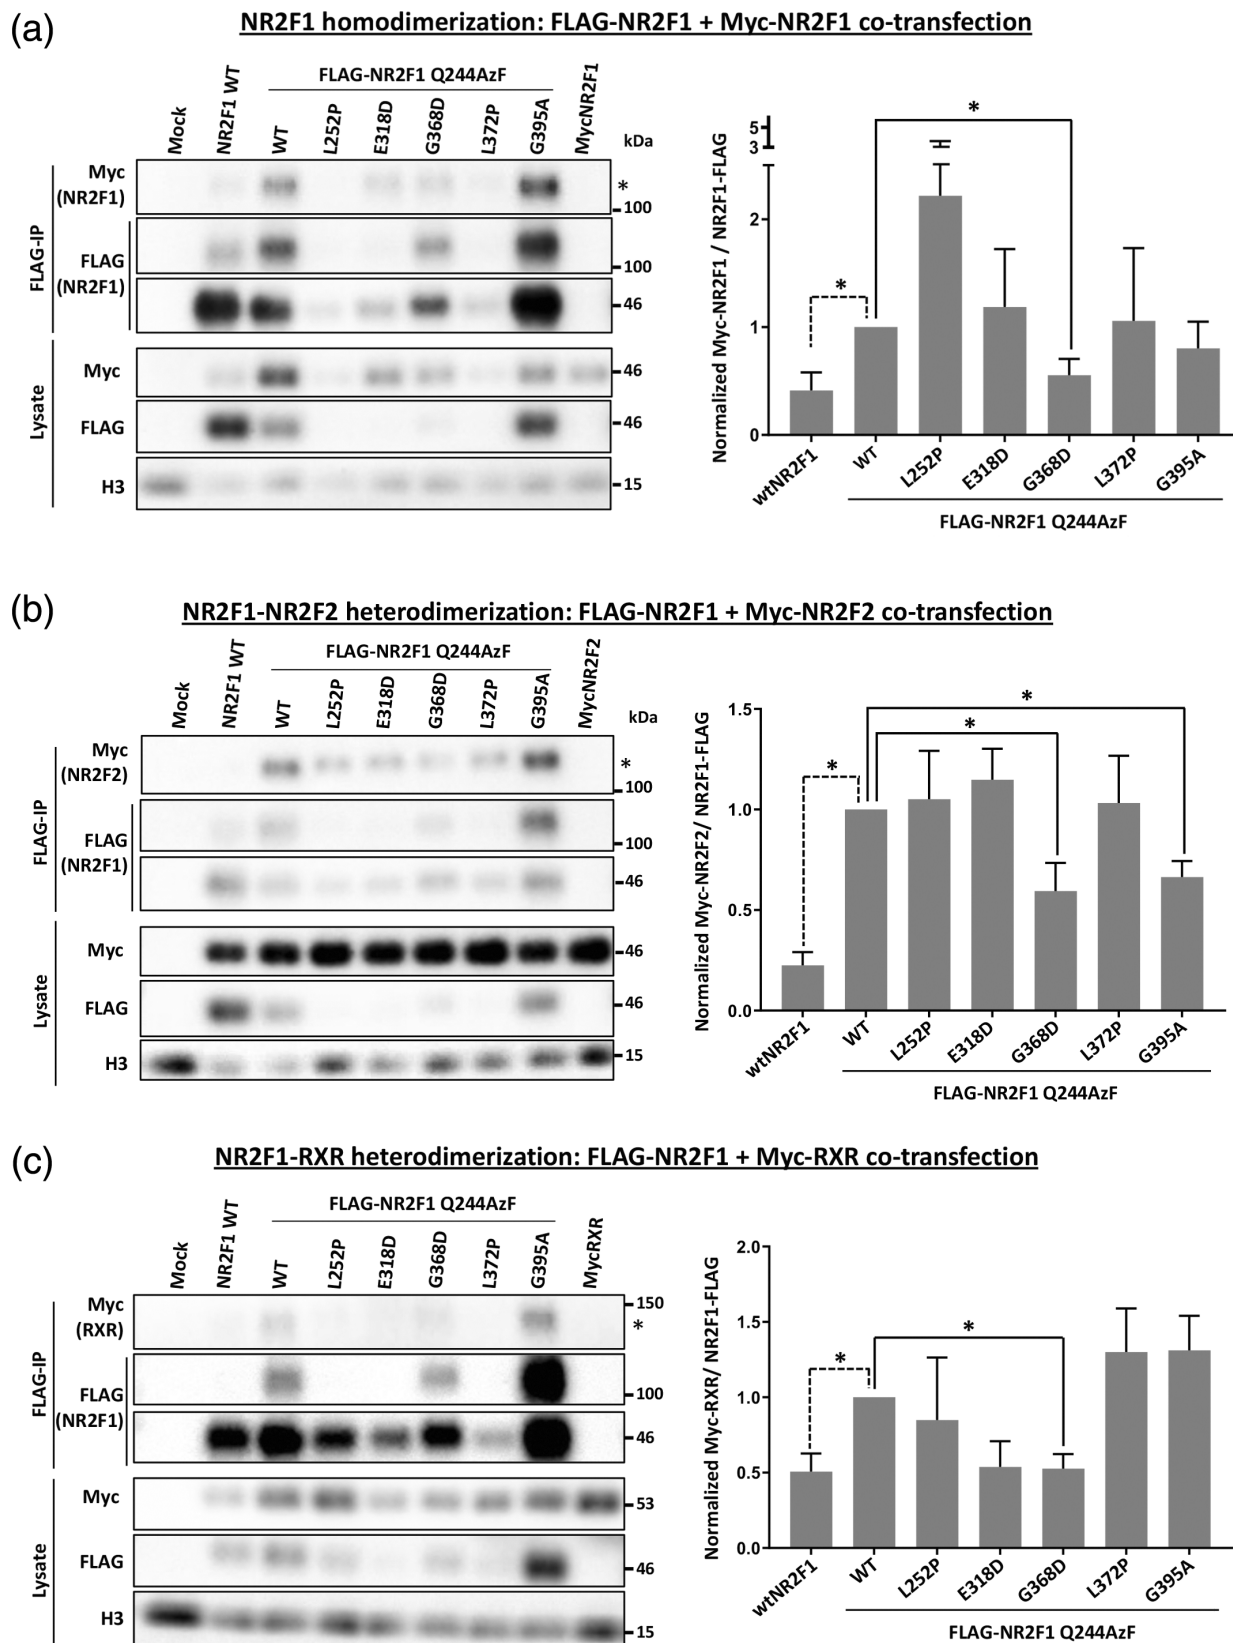 (a)
NR2F1 homodimerization: FLAG-NR2F1 + Myc-NR2F1 co-transfection
FLAG-NR2F1 Q244AzF
Mock
NR2F1 WT
WT
L252P
E318D
G368D
L372P
G395A
MycNR2F1
kDa
FLAG-IP
Myc
(NR2F1)
*
100
FLAG
(NR2F1)
100
46
Lysate
Myc
46
FLAG
46
H3
15
Normalized Myc-NR2F1 / NR2F1-FLAG
5
3
2
1
0
*
*
wtNR2F1
WT
L252P
E318D
G368D
L372P
G395A
FLAG-NR2F1 Q244AzF
(b)
NR2F1-NR2F2 heterodimerization: FLAG-NR2F1 + Myc-NR2F2 co-transfection
FLAG-NR2F1 Q244AzF
Mock
NR2F1 WT
WT
L252P
E318D
G368D
L372P
G395A
MycNR2F2
kDa
FLAG-IP
Myc
(NR2F2)
*
100
FLAG
(NR2F1)
100
46
Lysate
Myc
46
FLAG
46
H3
15
Normalized Myc-NR2F2/ NR2F1-FLAG
1.5
1.0
0.5
0.0
*
*
*
wtNR2F1
WT
L252P
E318D
G368D
L372P
G395A
FLAG-NR2F1 Q244AzF
(c)
NR2F1-RXR heterodimerization: FLAG-NR2F1 + Myc-RXR co-transfection
FLAG-NR2F1 Q244AzF
Mock
NR2F1 WT
WT
L252P
E318D
G368D
L372P
G395A
MycRXR
FLAG-IP
Myc
(RXR)
150
*
FLAG
(NR2F1)
100
46
Lysate
Myc
53
FLAG
46
H3
15
Normalized Myc-RXR/ NR2F1-FLAG
2.0
1.5
1.0
0.5
0.0
*
*
wtNR2F1
WT
L252P
E318D
G368D
L372P
G395A
FLAG-NR2F1 Q244AzF